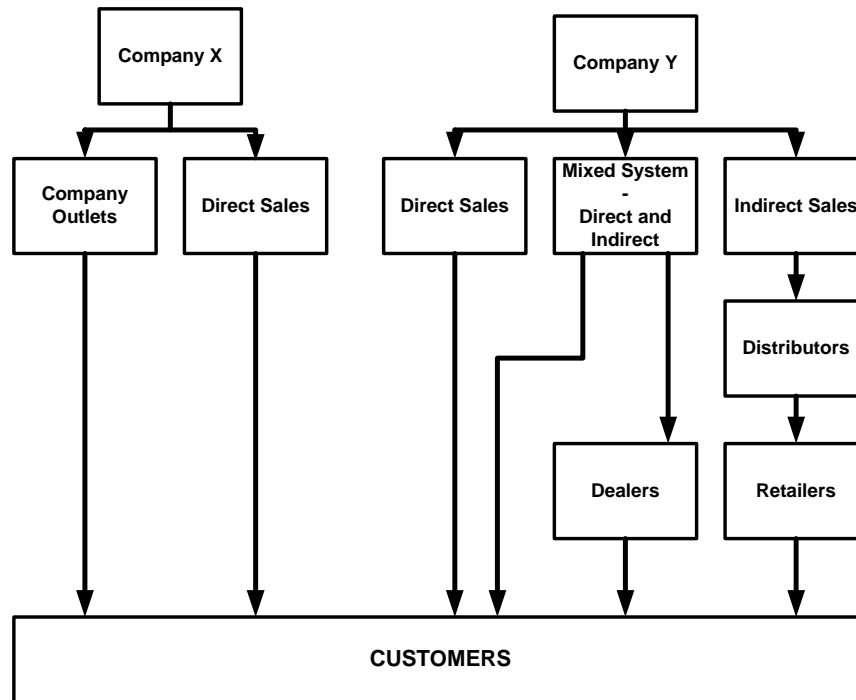 Company X
Company Y
Company
Outlets
Direct Sales
Direct Sales
Mixed System
-
Direct and
Indirect
Indirect Sales
Distributors
Dealers
Retailers
CUSTOMERS